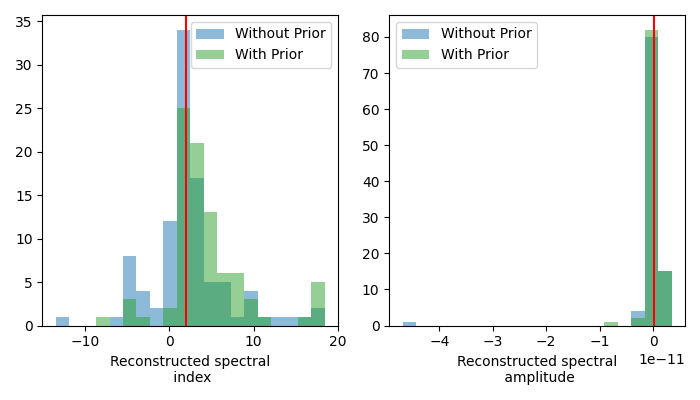 Without Prior
With Prior
35
30
25
20
15
10
5
0
−10
0
10
20
Reconstructed spectral
index
Without Prior
With Prior
80
70
60
50
40
30
20
10
0
−4
−3
−2
−1
0
1e−11
Reconstructed spectral
amplitude